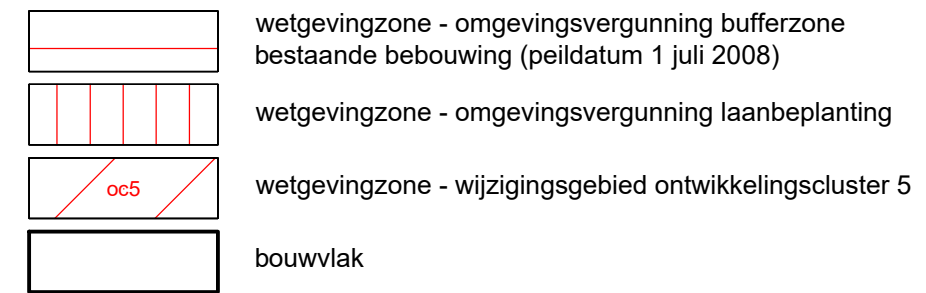 wetgevingzone - omgevingsvergunning bufferzone
bestaande bebouwing (peildatum 1 juli 2008)
wetgevingzone - omgevingsvergunning laanbeplanting
oc5
wetgevingzone - wijzigingsgebied ontwikkelingscluster 5
bouwvlak